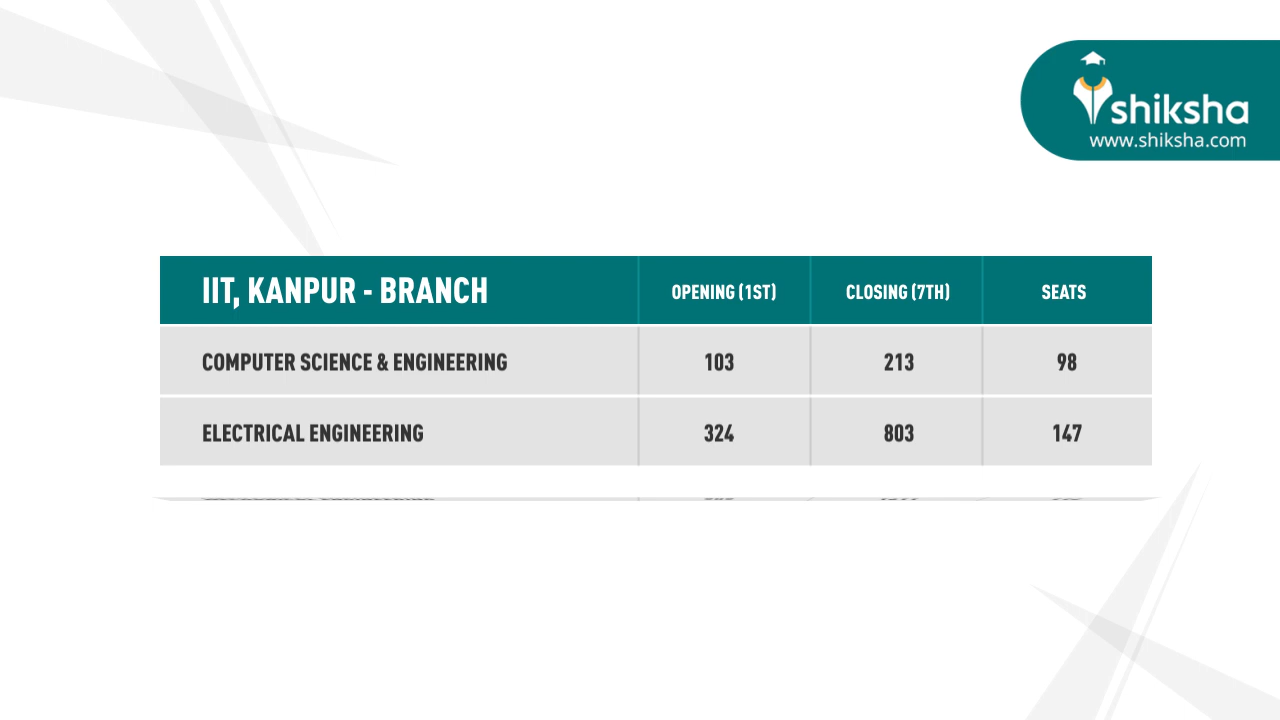 shiksha
www.shiksha.com
IIT, KANPUR - BRANCH OPENING (1ST) CLOSING (7TH) SEATS
COMPUTER SCIENCE & ENGINEERING 103 213 98
ELECTRICAL ENGINEERING 324 803 147